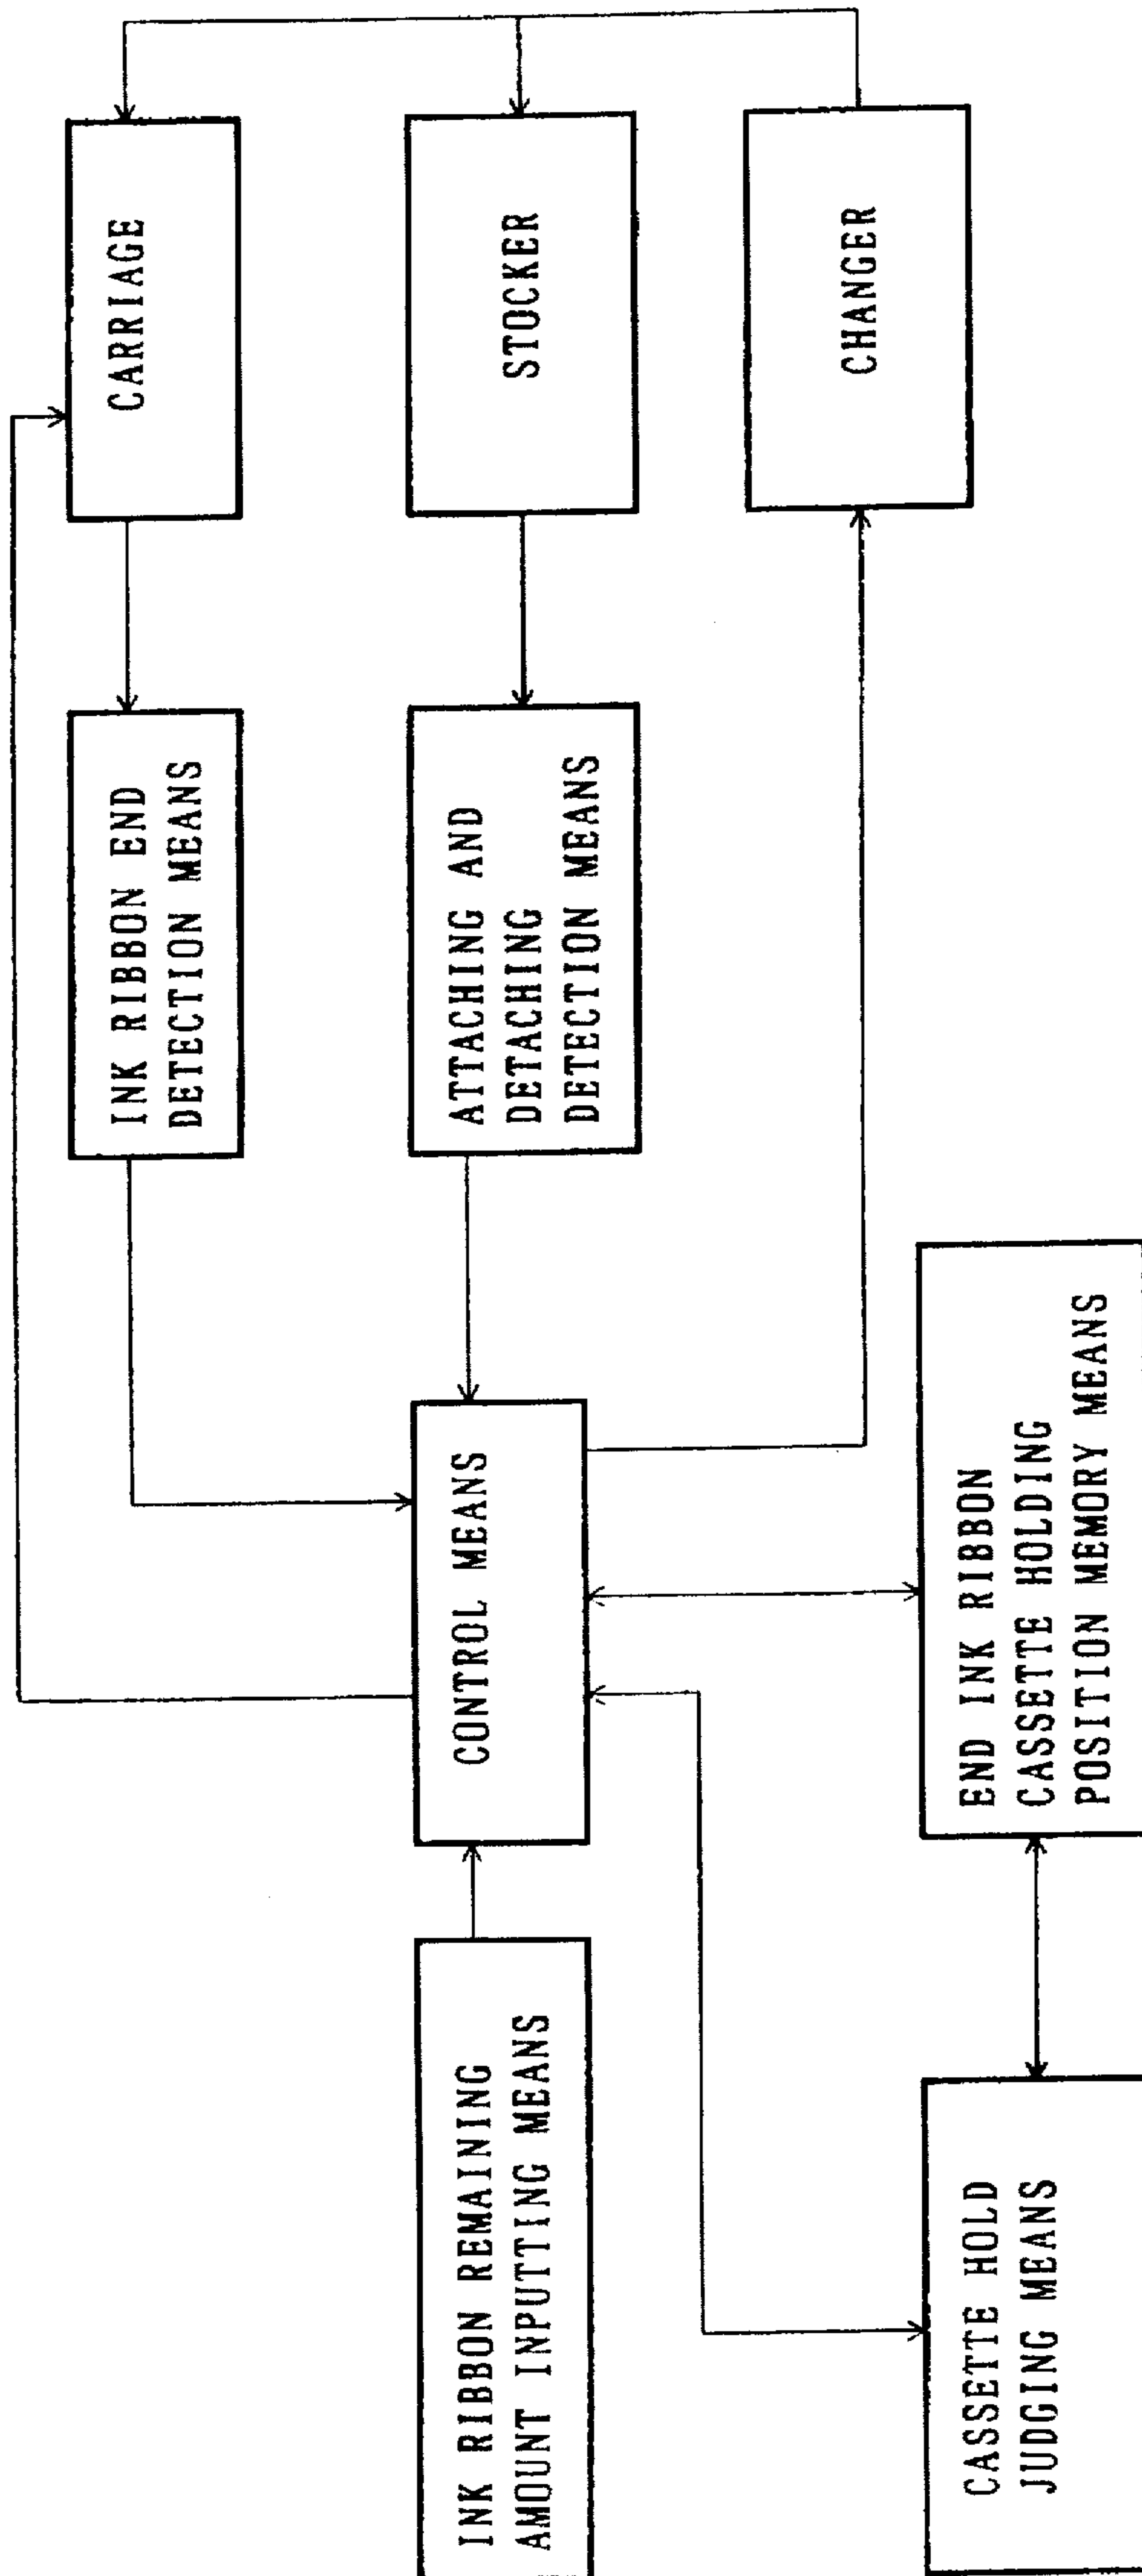 INK RIBBON REMAINING
AMOUNT INPUTTING MEANS
CONTROL MEANS
INK RIBBON END
DETECTION MEANS
CARRIAGE
ATTACHING AND
DETACHING
DETECTION MEANS
STOCKER
CHANGER
CASSETTE HOLD
JUDGING MEANS
END INK RIBBON
CASSETTE HOLDING
POSITION MEMORY MEANS